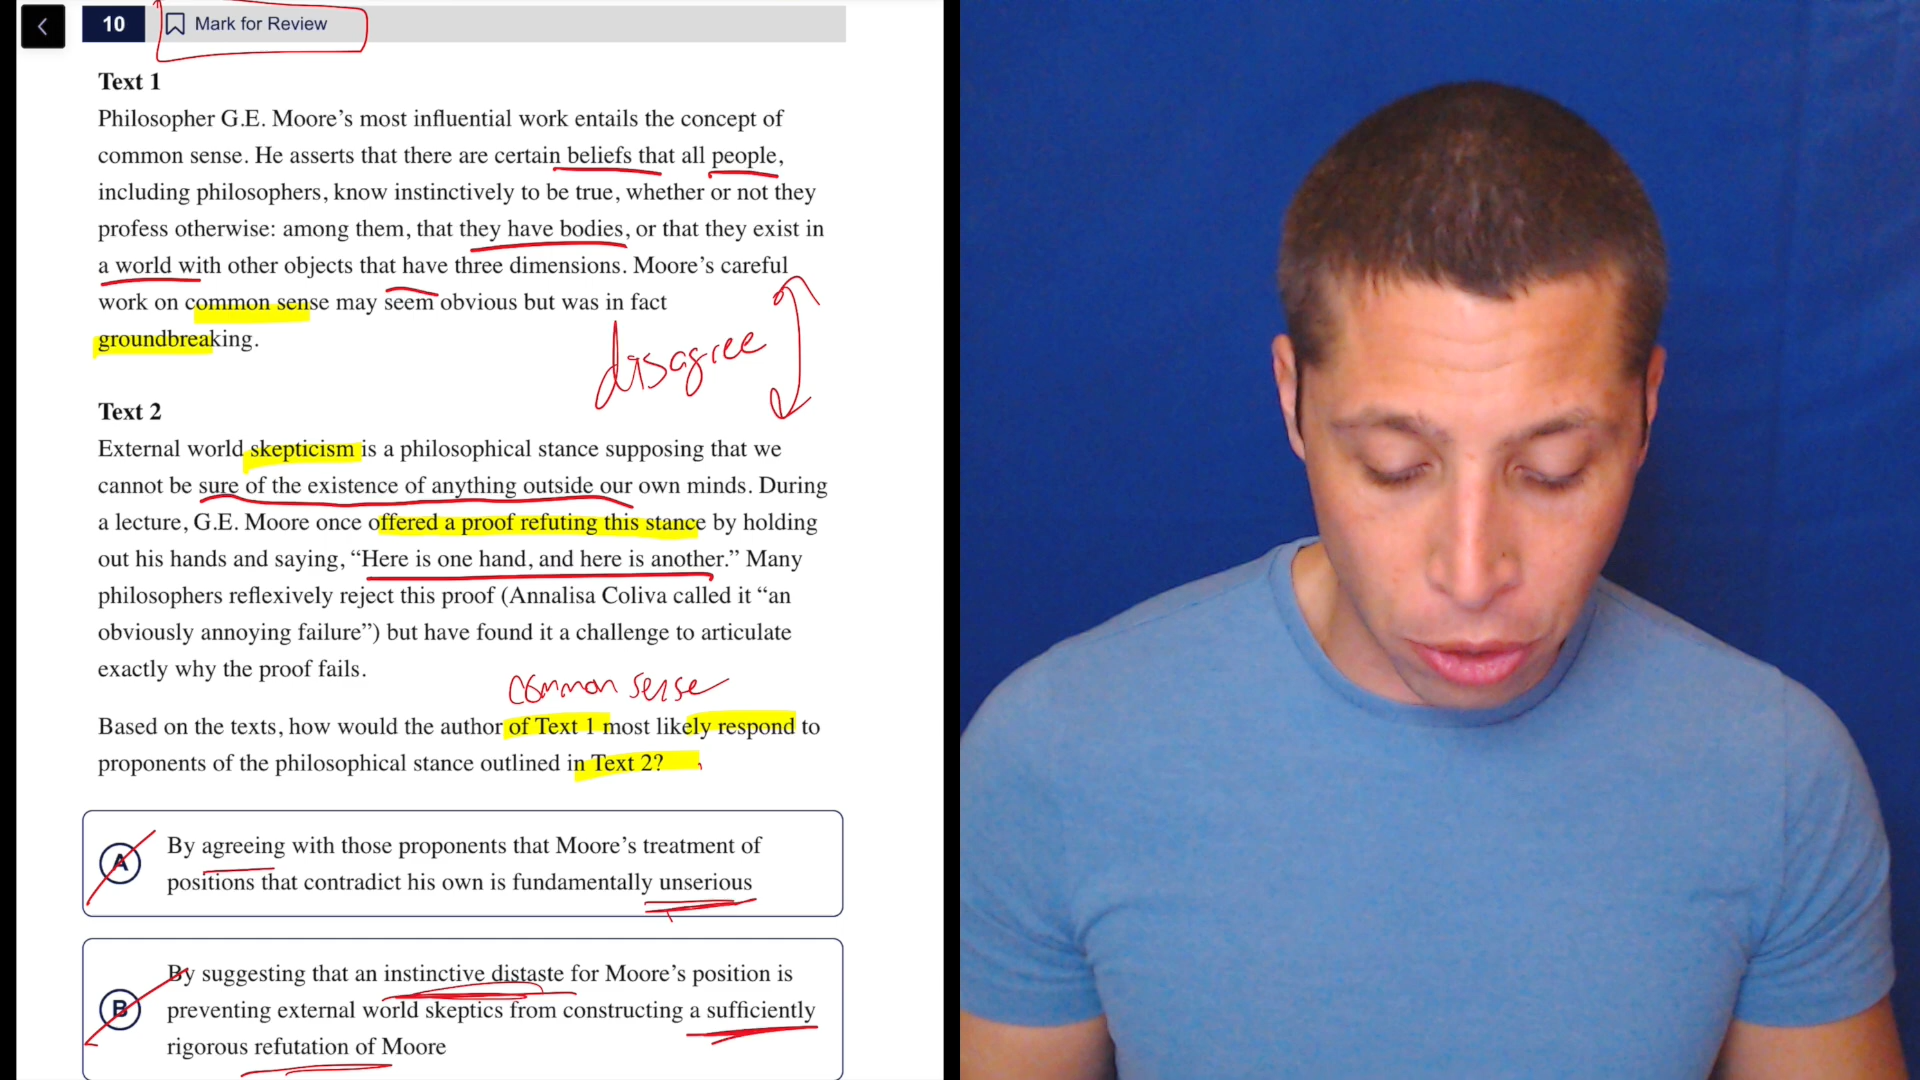 10 Mark for Review
Text 1
Philosopher G.E. Moore’s most influential work entails the concept of
common sense. He asserts that there are certain beliefs that all people,
including philosophers, know instinctively to be true, whether or not they
profess otherwise: among them, that they have bodies, or that they exist in
a world with other objects that have three dimensions. Moore’s careful
work on common sense may seem obvious but was in fact
groundbreaking.
disagree
Text 2
External world skepticism is a philosophical stance supposing that we
cannot be sure of the existence of anything outside our own minds. During
a lecture, G.E. Moore once offered a proof refuting this stance by holding
out his hands and saying, “Here is one hand, and here is another.” Many
philosophers reflexively reject this proof (Annalisa Coliva called it “an
obviously annoying failure”) but have found it a challenge to articulate
exactly why the proof fails.
common sense
Based on the texts, how would the author of Text 1 most likely respond to
proponents of the philosophical stance outlined in Text 2?
A By agreeing with those proponents that Moore’s treatment of
positions that contradict his own is fundamentally unserious
B By suggesting that an instinctive distaste for Moore’s position is
preventing external world skeptics from constructing a sufficiently
rigorous refutation of Moore